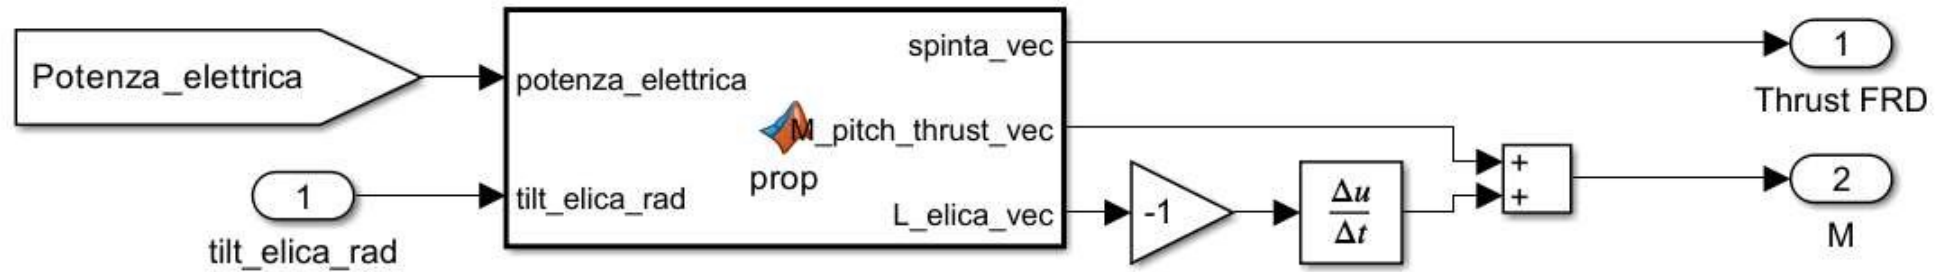 Potenza_elettrica
1
tilt_elica_rad
potenza_elettrica
tilt_elica_rad
prop
spinta_vec
M_pitch_thrust_vec
L_elica_vec
-1
Δu
Δt
+
+
1
Thrust FRD
2
M